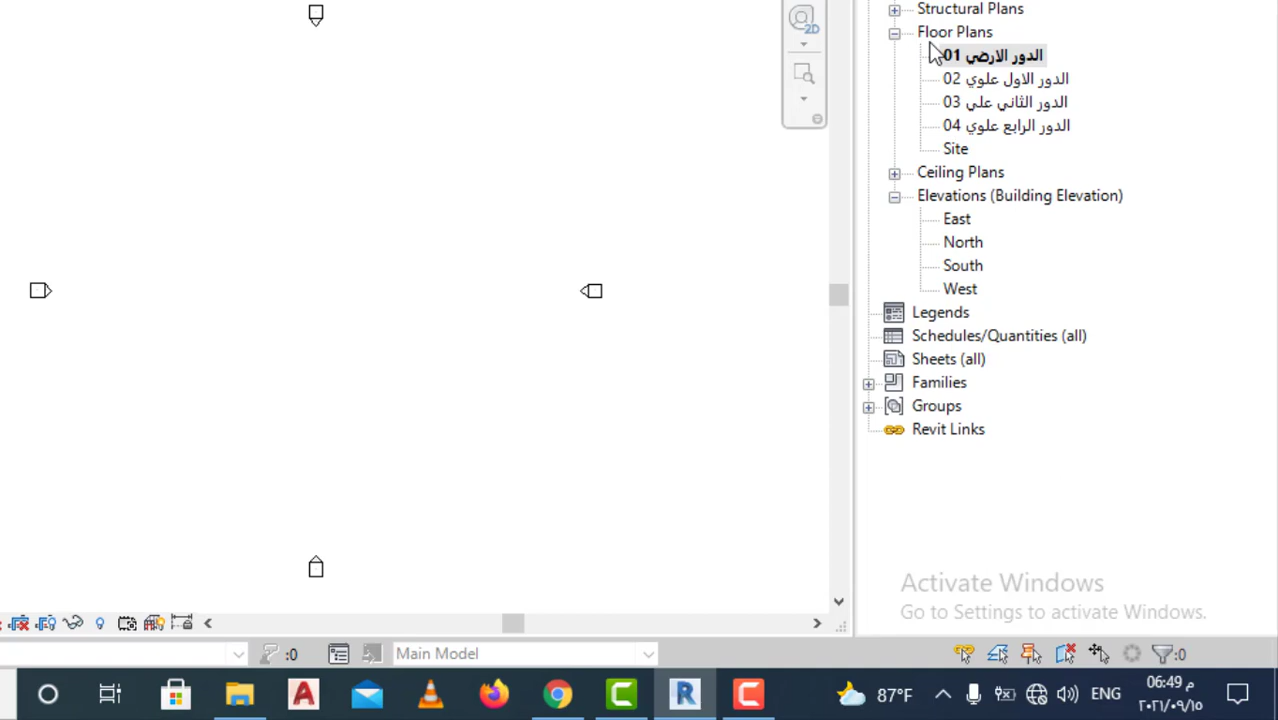 Structural Plans
Floor Plans
01 الدور الارضي
02 الدور الاول علوي
03 الدور الثاني علي
04 الدور الرابع علوي
Site
Ceiling Plans
Elevations (Building Elevation)
East
North
South
West
Legends
Schedules/Quantities (all)
Sheets (all)
Families
Groups
Revit Links
2D
Activate Windows
Go to Settings to activate Windows.
:0
Main Model
:0
87°F
ENG
06:49 م
٢٠٢١/٠٩/١٥